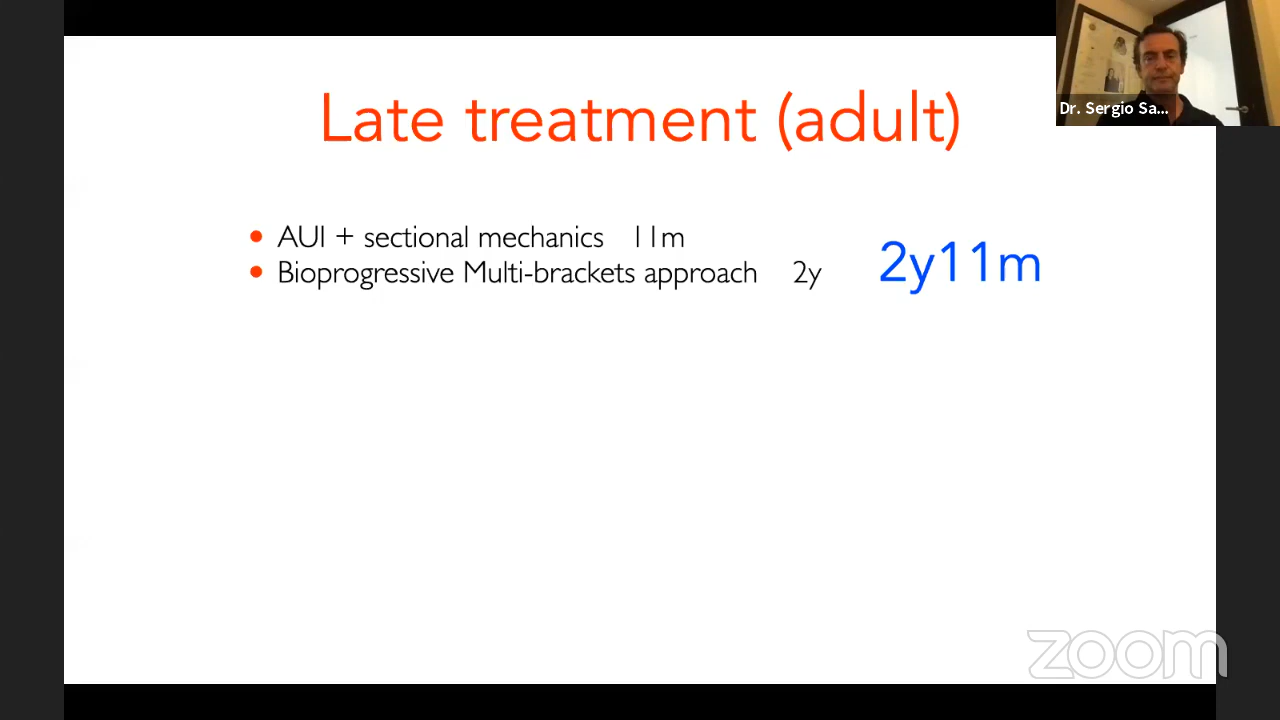 Late treatment (adult)
Dr. Sergio Sa...
• AUI + sectional mechanics 11m
• Bioprogressive Multi-brackets approach 2y
2y11m
zoom